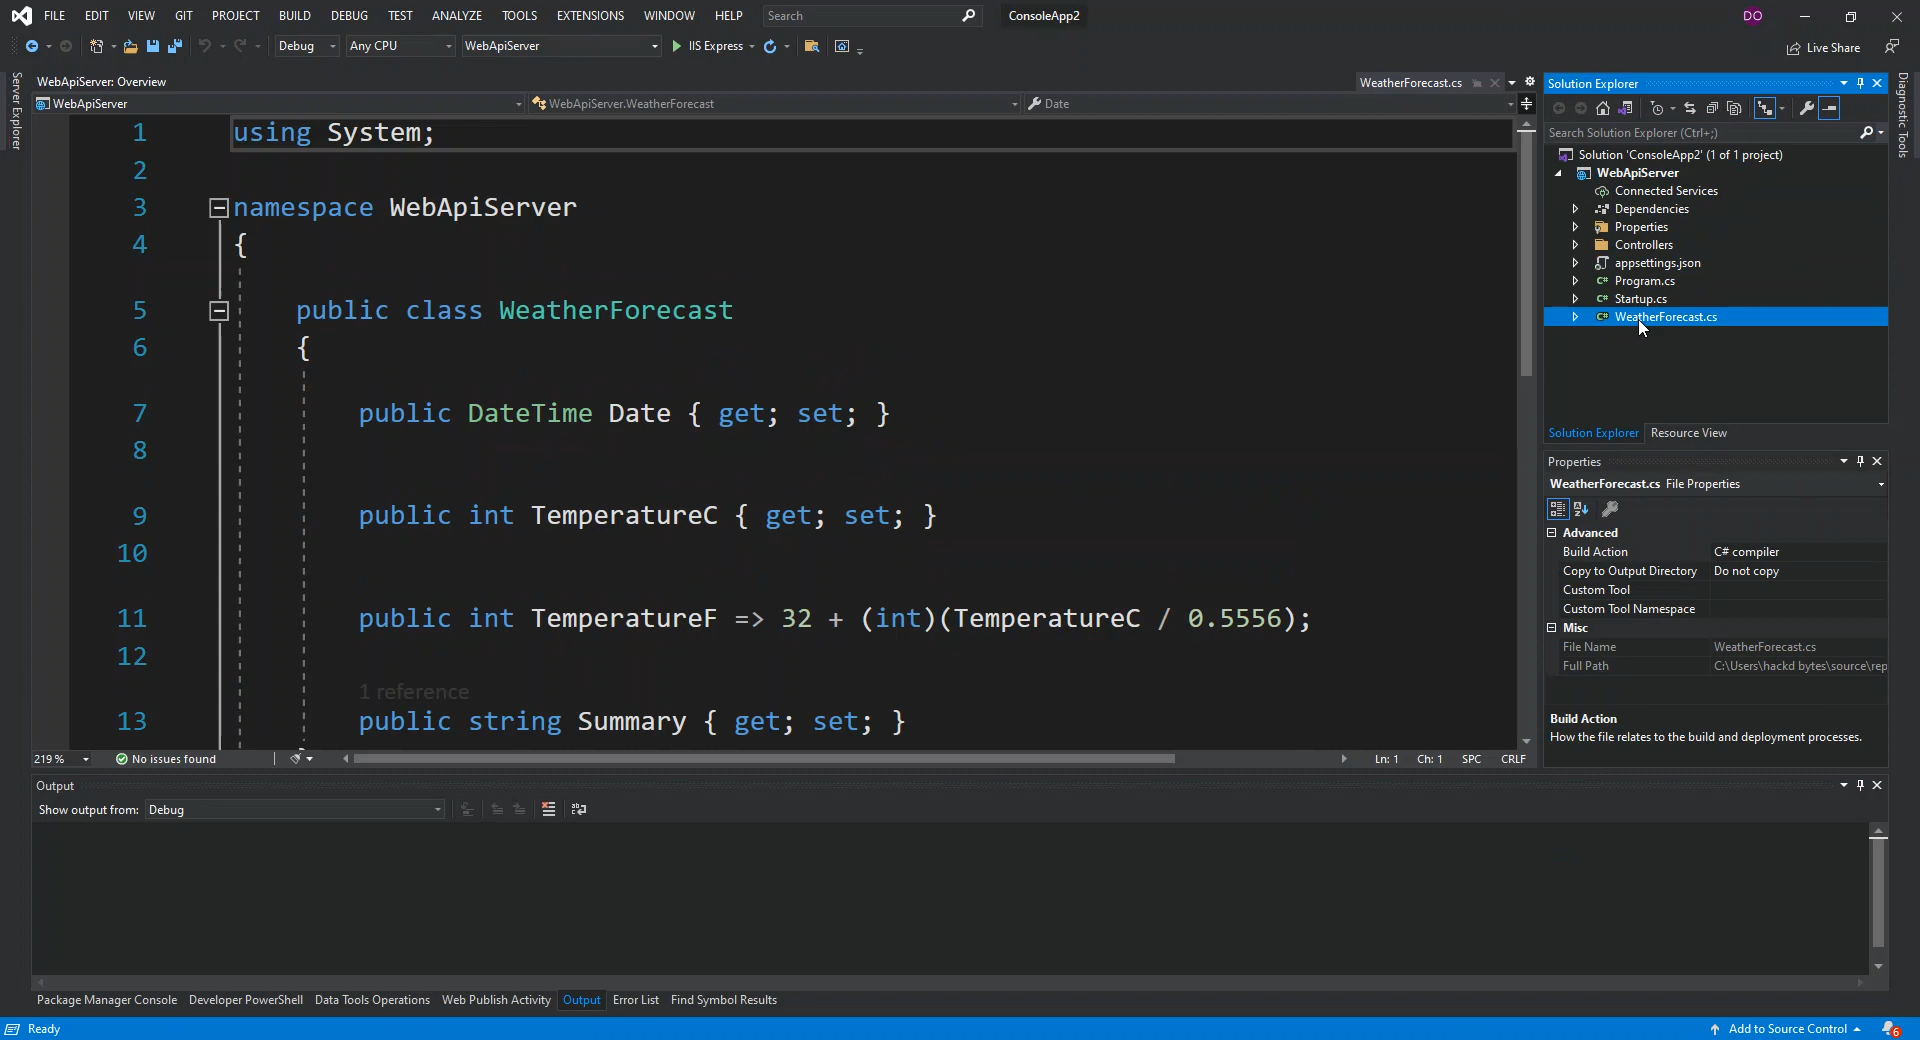 FILE EDIT VIEW GIT PROJECT BUILD DEBUG TEST ANALYZE TOOLS EXTENSIONS WINDOW HELP Search ConsoleApp2 DO
Debug Any CPU WebApiServer IIS Express Live Share
Server Explorer
WebApiServer: Overview WeatherForecast.cs
WebApiServer WebApiServer.WeatherForecast Date
1 using System;
2
3 namespace WebApiServer
4 {
5 public class WeatherForecast
6 {
7 public DateTime Date { get; set; }
8
9 public int TemperatureC { get; set; }
10
11 public int TemperatureF => 32 + (int)(TemperatureC / 0.5556);
12
1 reference
13 public string Summary { get; set; }
219 % No issues found Ln: 1 Ch: 1 SPC CRLF
Solution Explorer
Search Solution Explorer (Ctrl+;)
Solution 'ConsoleApp2' (1 of 1 project)
WebApiServer
Connected Services
Dependencies
Properties
Controllers
appsettings.json
C# Program.cs
C# Startup.cs
C# WeatherForecast.cs
Solution Explorer Resource View
Properties
WeatherForecast.cs File Properties
Advanced
Build Action C# compiler
Copy to Output Directory Do not copy
Custom Tool
Custom Tool Namespace
Misc
File Name WeatherForecast.cs
Full Path C:\Users\hackd bytes\source\rep
Build Action
How the file relates to the build and deployment processes.
Diagnostic Tools
Output
Show output from: Debug
Package Manager Console Developer PowerShell Data Tools Operations Web Publish Activity Output Error List Find Symbol Results
Ready Add to Source Control 6